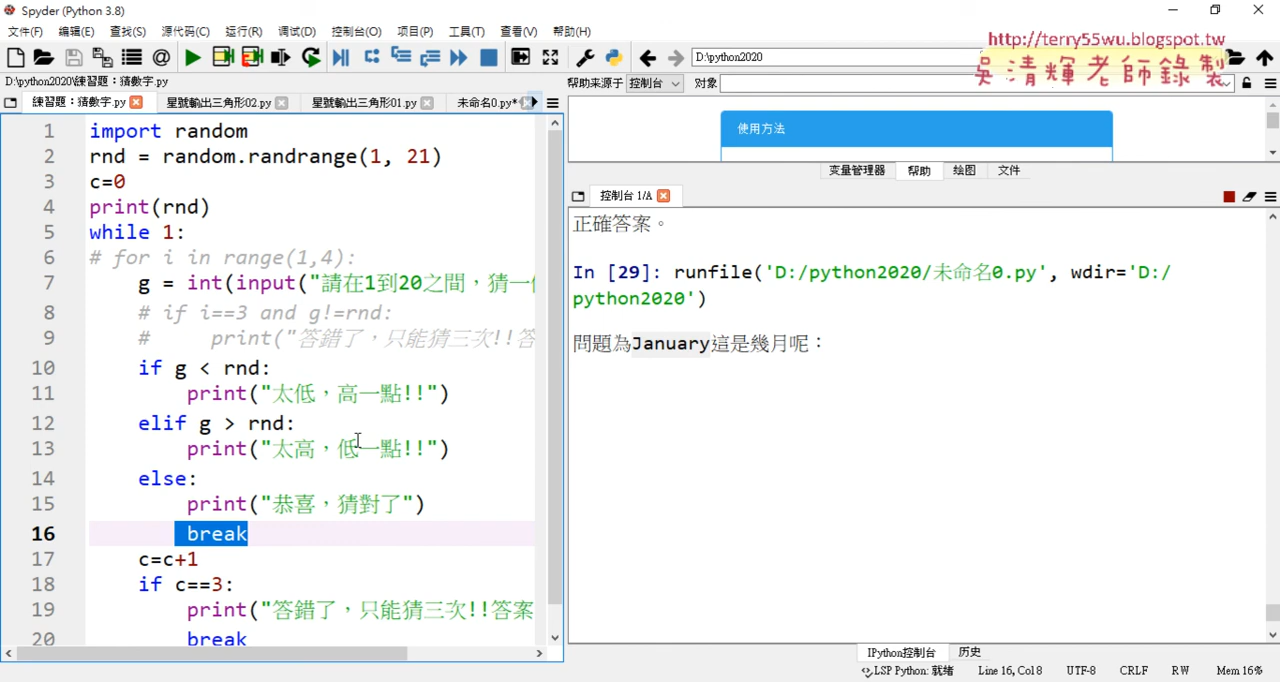 Spyder (Python 3.8)
文件(F) 编辑(E) 查找(S) 源代码(C) 运行(R) 调试(D) 控制台(O) 项目(P) 工具(T) 查看(V) 帮助(H)
http://terry55wu.blogspot.tw
吳清輝老師錄製
D:\python2020
D:\python2020\練習題：猜數字.py
帮助来源于 控制台 对象
練習題：猜數字.py 星號輸出三角形02.py 星號輸出三角形01.py 未命名0.py*
使用方法
变量管理器 帮助 绘图 文件
控制台 1/A
1 import random
2 rnd = random.randrange(1, 21)
3 c=0
4 print(rnd)
5 while 1:
6 # for i in range(1,4):
7 g = int(input("請在1到20之間，猜一
8 # if i==3 and g!=rnd:
9 # print("答錯了，只能猜三次!!答
10 if g < rnd:
11 print("太低，高一點!!")
12 elif g > rnd:
13 print("太高，低一點!!")
14 else:
15 print("恭喜，猜對了")
16 break
17 c=c+1
18 if c==3:
19 print("答錯了，只能猜三次!!答案
20 break
正確答案。
In [29]: runfile('D:/python2020/未命名0.py', wdir='D:/
python2020')
問題為January這是幾月呢：
IPython控制台 历史
LSP Python: 就绪 Line 16, Col 8 UTF-8 CRLF RW Mem 16%